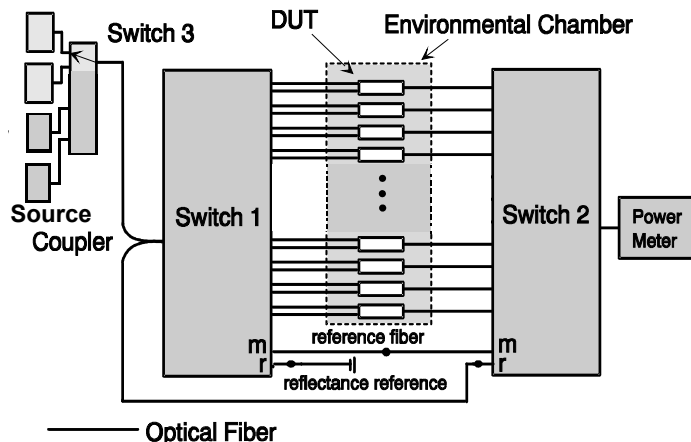 Switch 3
DUT
Environmental Chamber
Source
Coupler
Switch 1
Switch 2
Power
Meter
m
r
reference fiber
reflectance reference
m
r
Optical Fiber